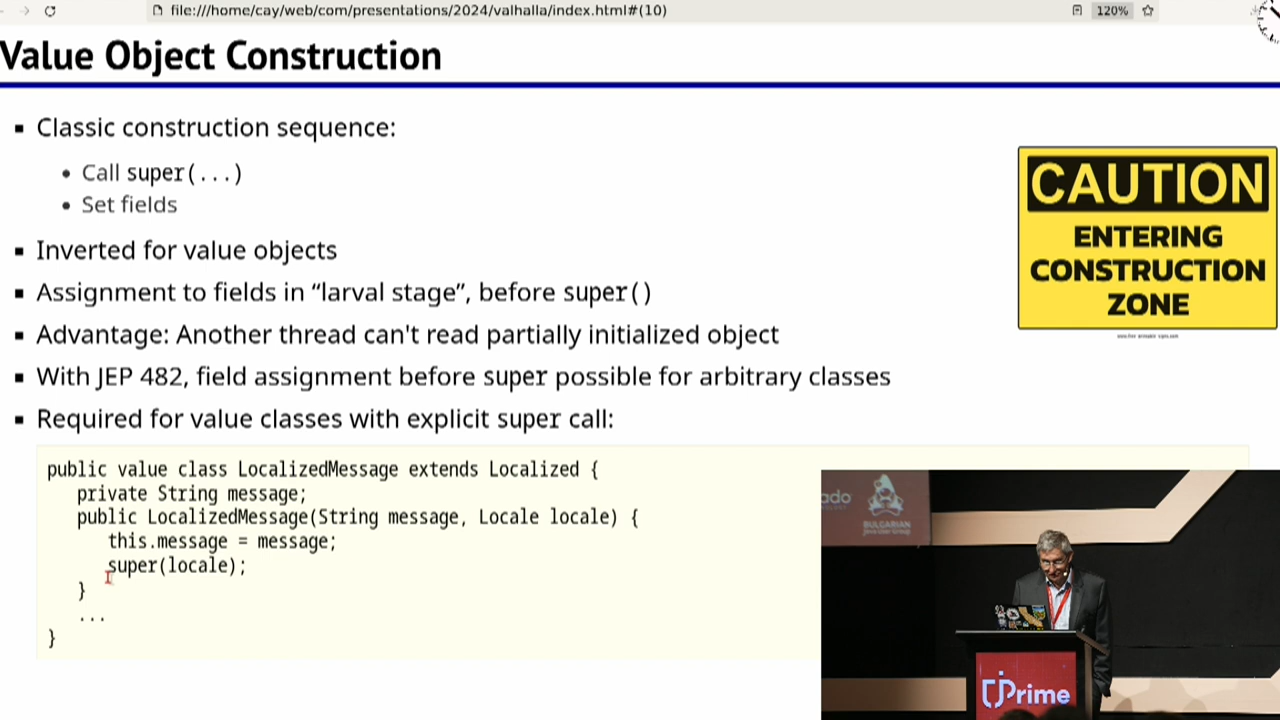 file:///home/cay/web/com/presentations/2024/valhalla/index.html#(10)
120%
Value Object Construction
Classic construction sequence:
Call super(...)
Set fields
Inverted for value objects
Assignment to fields in “larval stage”, before super()
Advantage: Another thread can't read partially initialized object
With JEP 482, field assignment before super possible for arbitrary classes
Required for value classes with explicit super call:
public value class LocalizedMessage extends Localized {
private String message;
public LocalizedMessage(String message, Locale locale) {
this.message = message;
super(locale);
}
...
}
CAUTION
ENTERING
CONSTRUCTION
ZONE
ado
BULGARIAN
Java User Group
jPrime